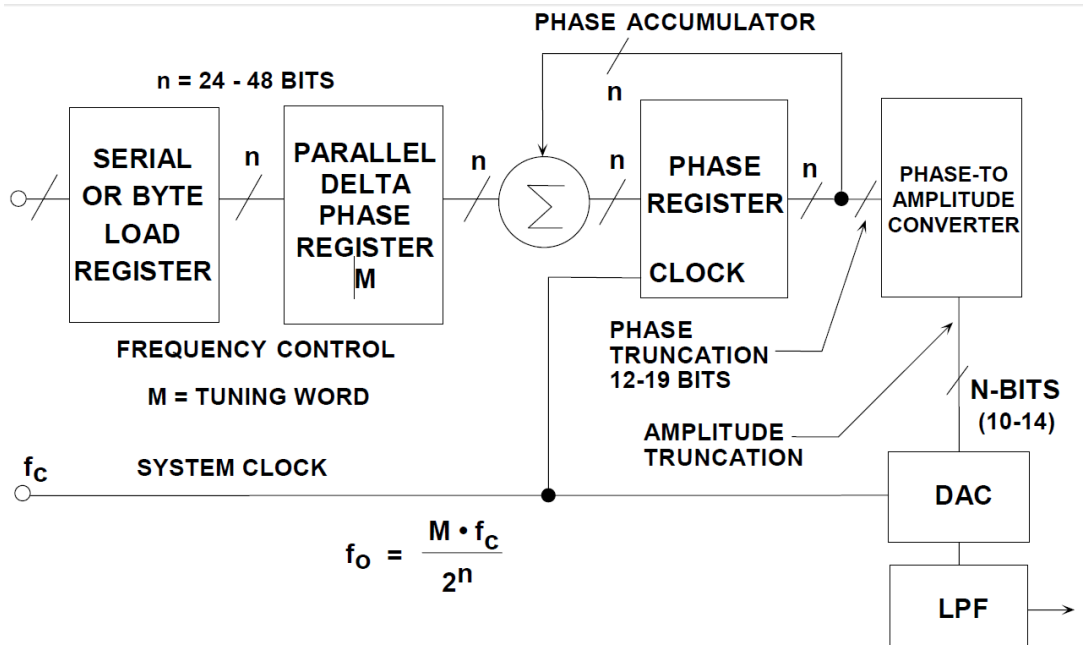 PHASE ACCUMULATOR
n = 24 - 48 BITS
n
SERIAL
OR BYTE
LOAD
REGISTER
n
PARALLEL
DELTA
PHASE
REGISTER
M
n
Σ
n
PHASE
REGISTER
CLOCK
n
PHASE-TO
AMPLITUDE
CONVERTER
FREQUENCY CONTROL
M = TUNING WORD
PHASE
TRUNCATION
12-19 BITS
N-BITS
(10-14)
AMPLITUDE
TRUNCATION
fc
SYSTEM CLOCK
DAC
fo = M • fc
2n
LPF